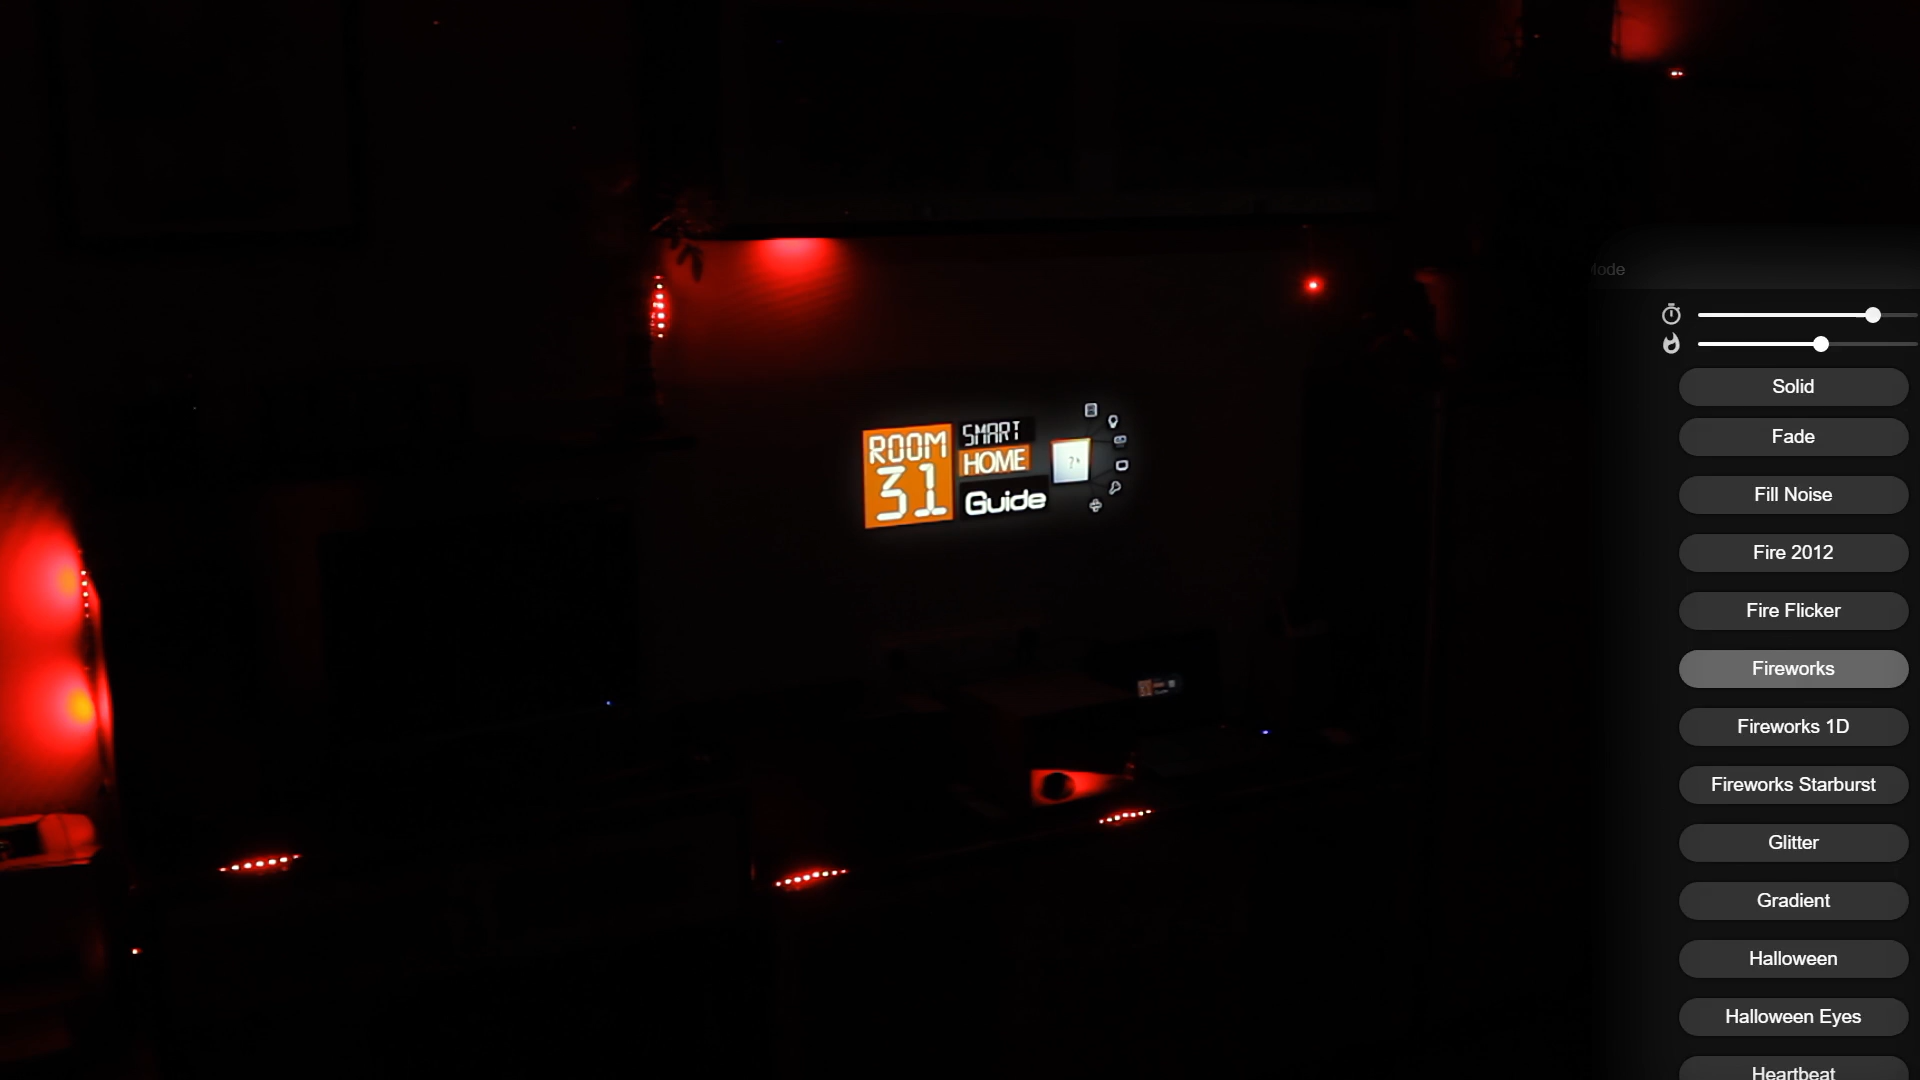 ROOM
31
SMART
HOME
Guide
Solid
Fade
Fill Noise
Fire 2012
Fire Flicker
Fireworks
Fireworks 1D
Fireworks Starburst
Glitter
Gradient
Halloween
Halloween Eyes
Heartbeat